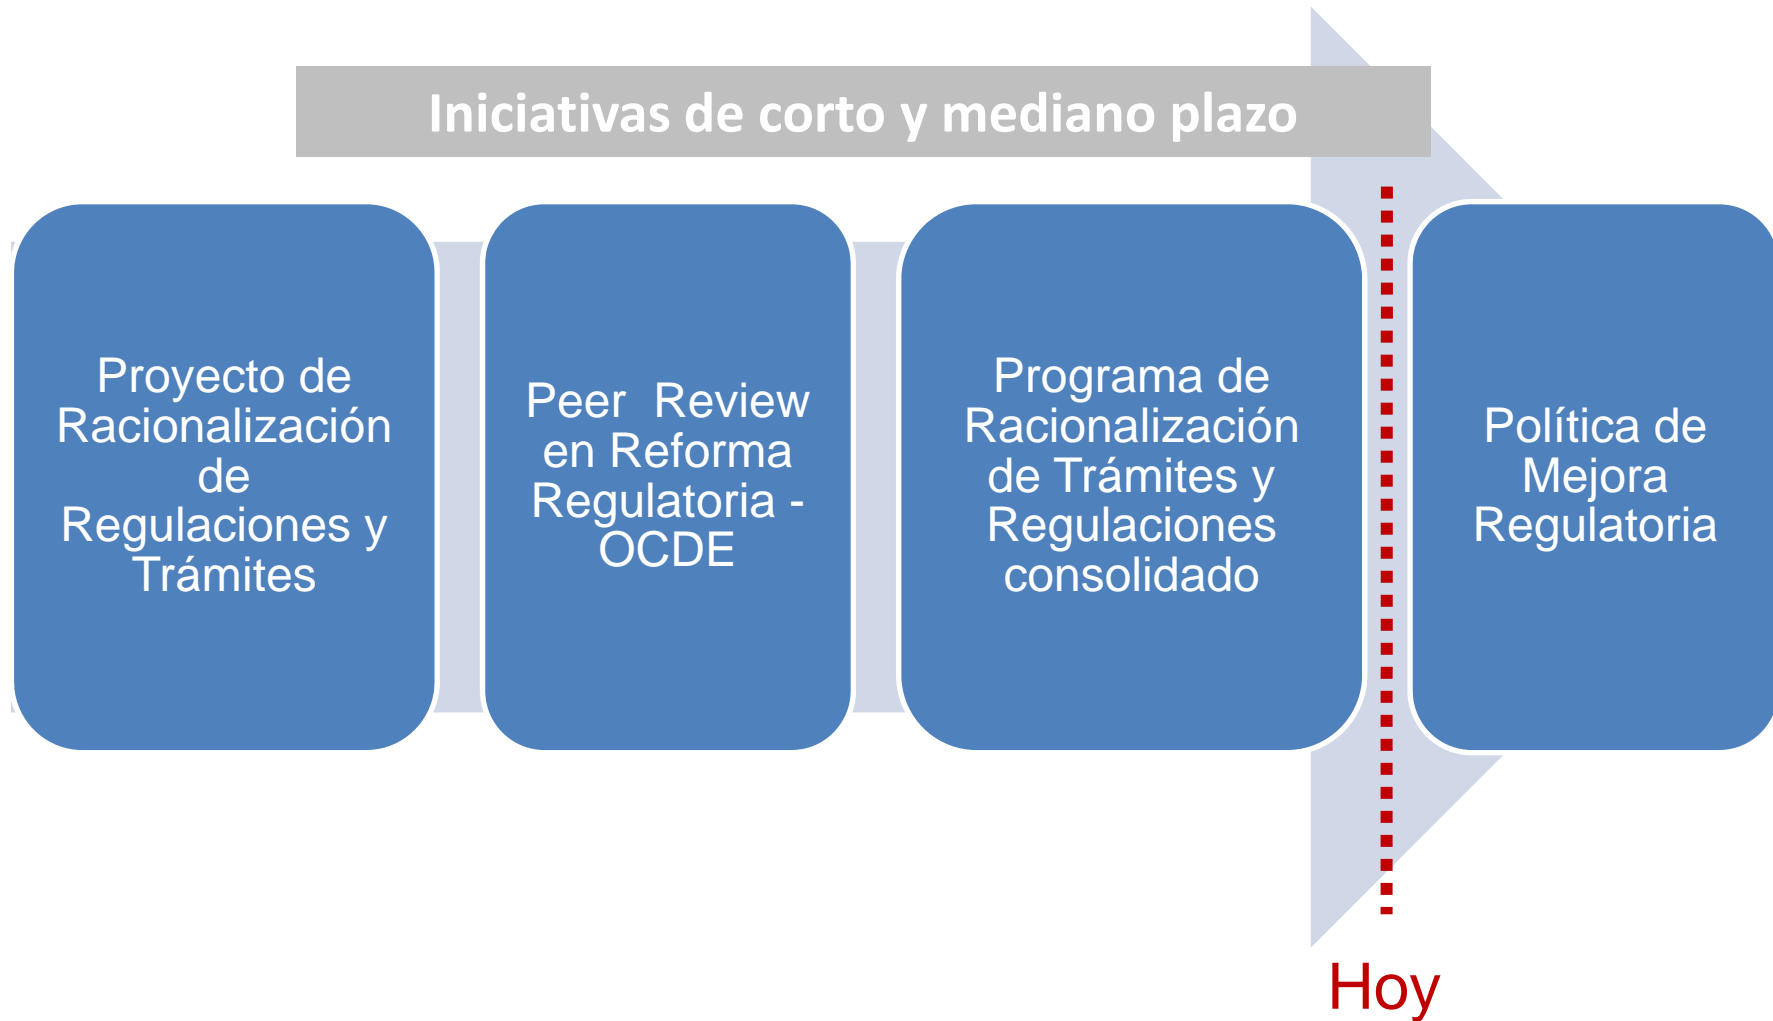 Iniciativas de corto y mediano plazo
Proyecto de
Racionalización
de
Regulaciones y
Trámites
Peer  Review
en Reforma
Regulatoria -
OCDE
Programa de
Racionalización
de Trámites y
Regulaciones
consolidado
Política de
Mejora
Regulatoria
Hoy